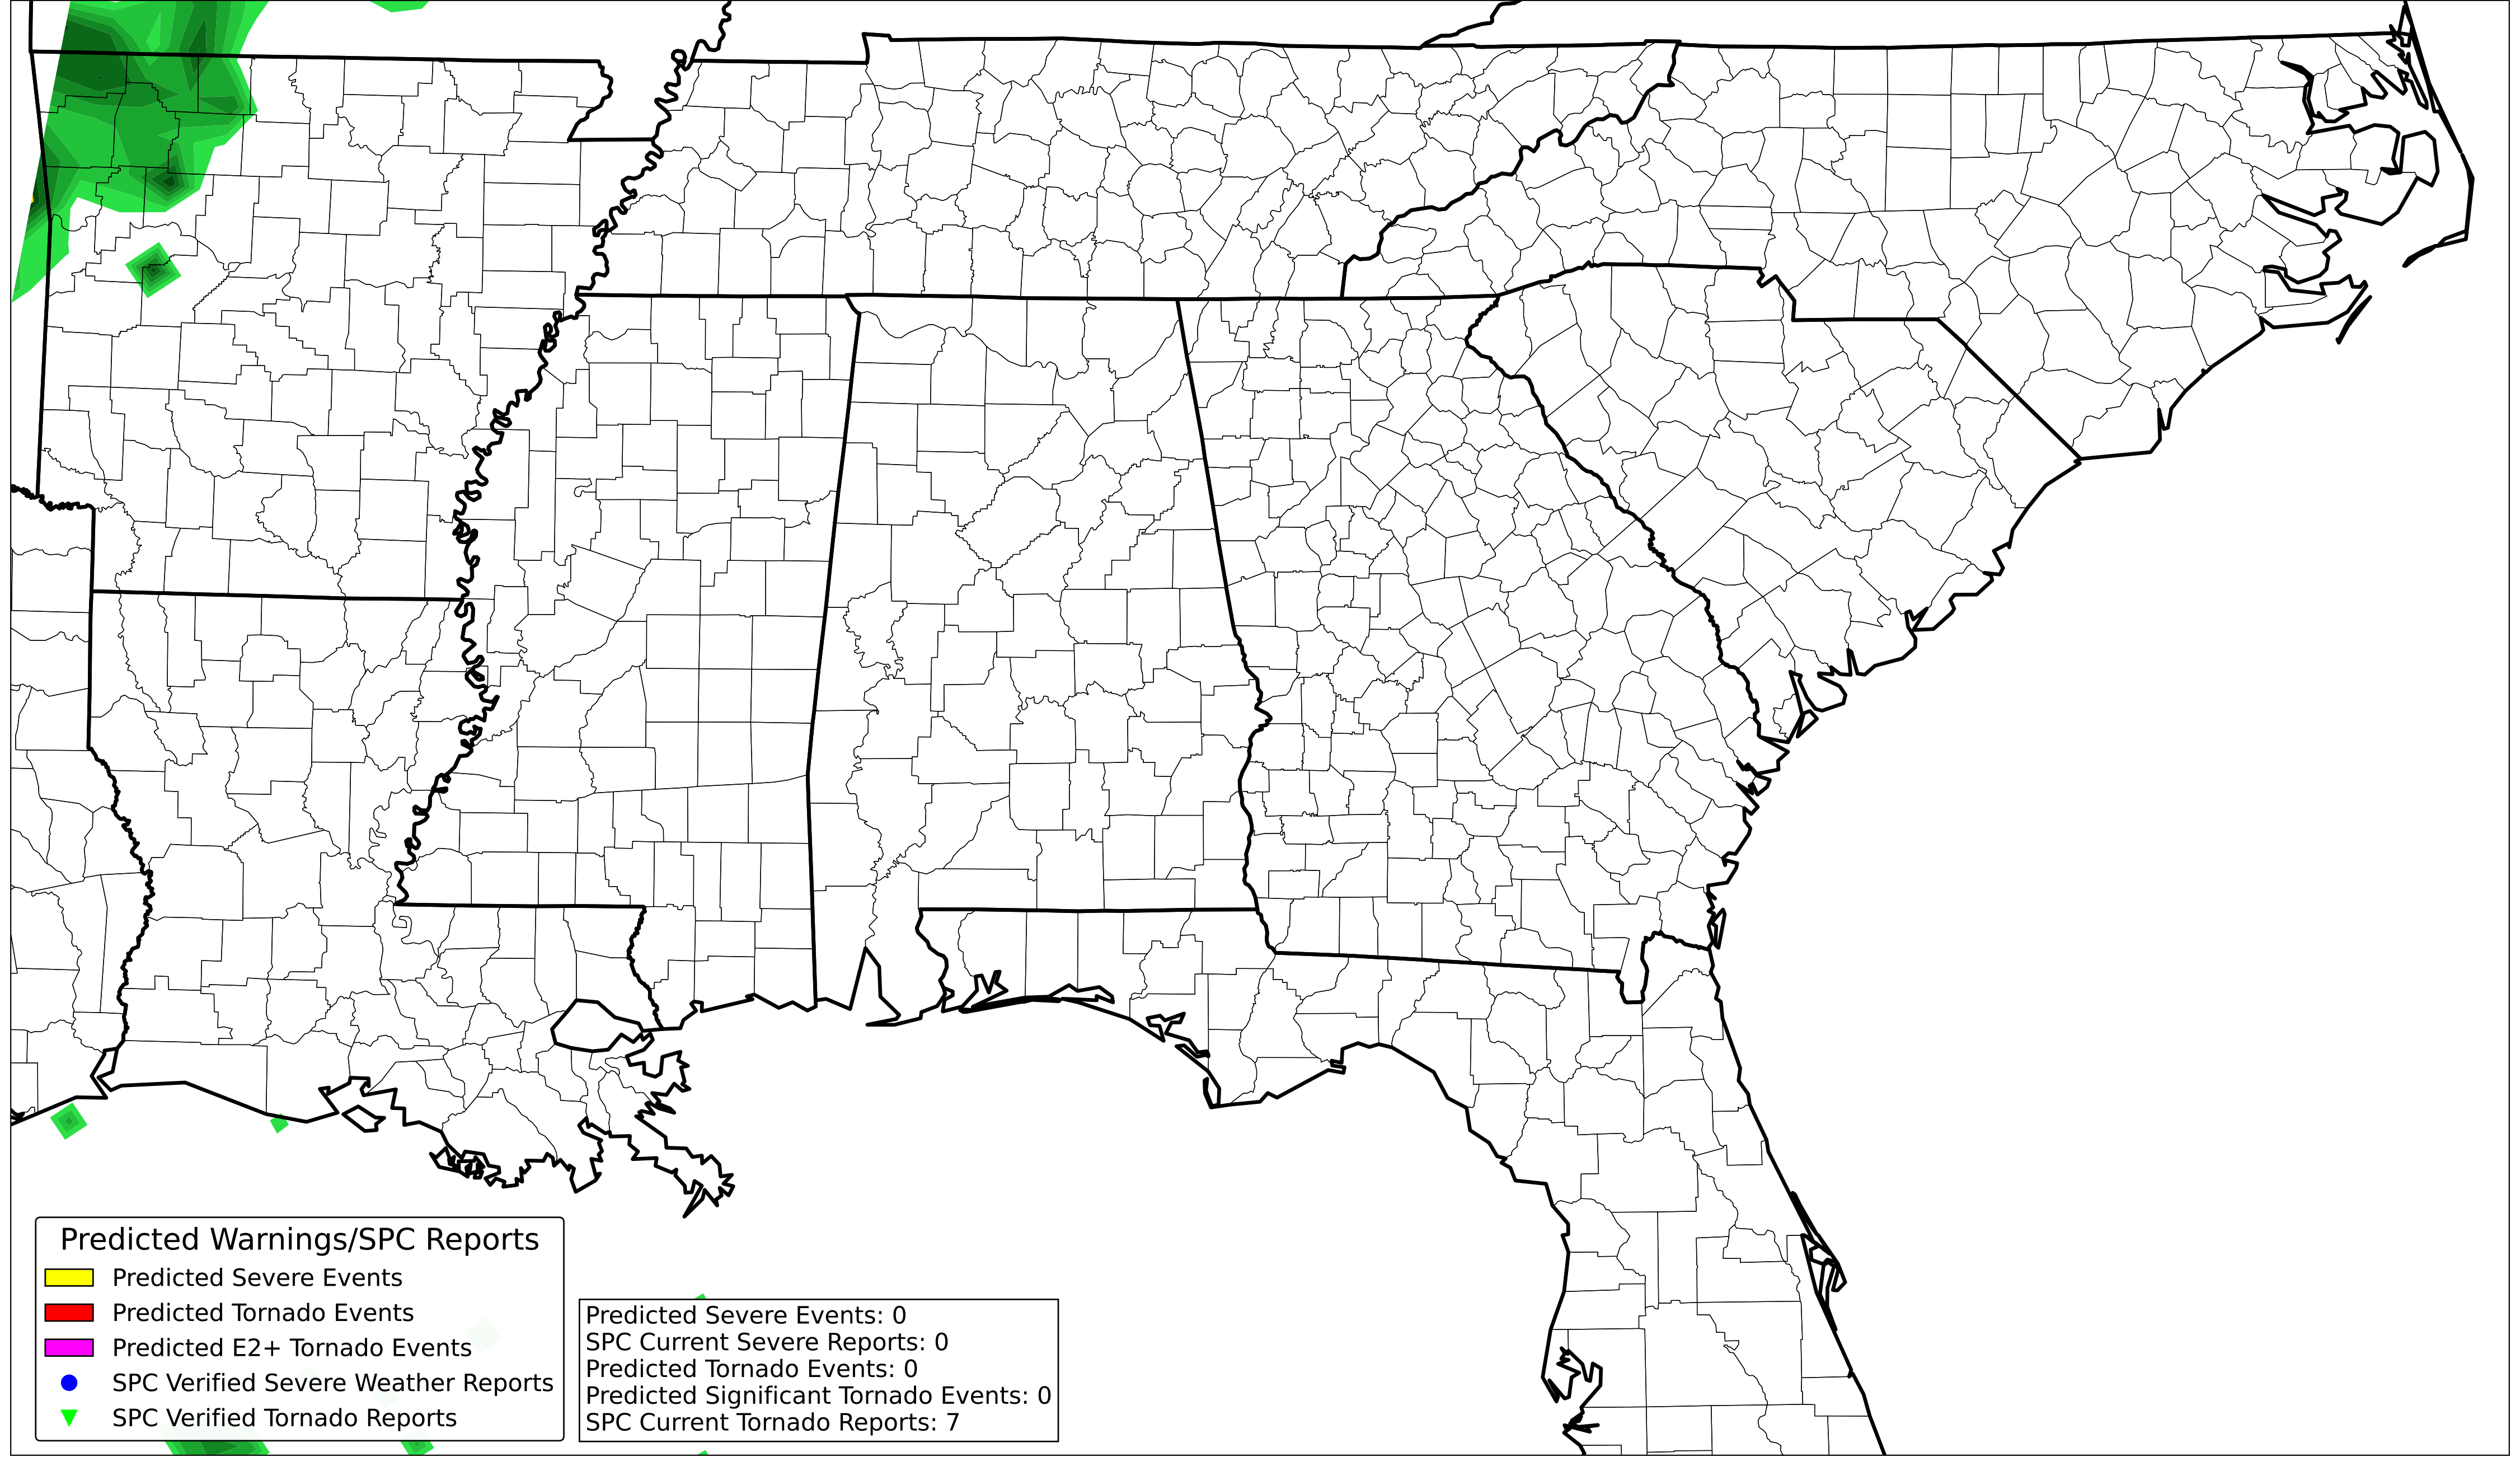 Predicted Warnings/SPC Reports
Predicted Severe Events
Predicted Tornado Events
Predicted E2+ Tornado Events
SPC Verified Severe Weather Reports
SPC Verified Tornado Reports
Predicted Severe Events: 0
SPC Current Severe Reports: 0
Predicted Tornado Events: 0
Predicted Significant Tornado Events: 0
SPC Current Tornado Reports: 7